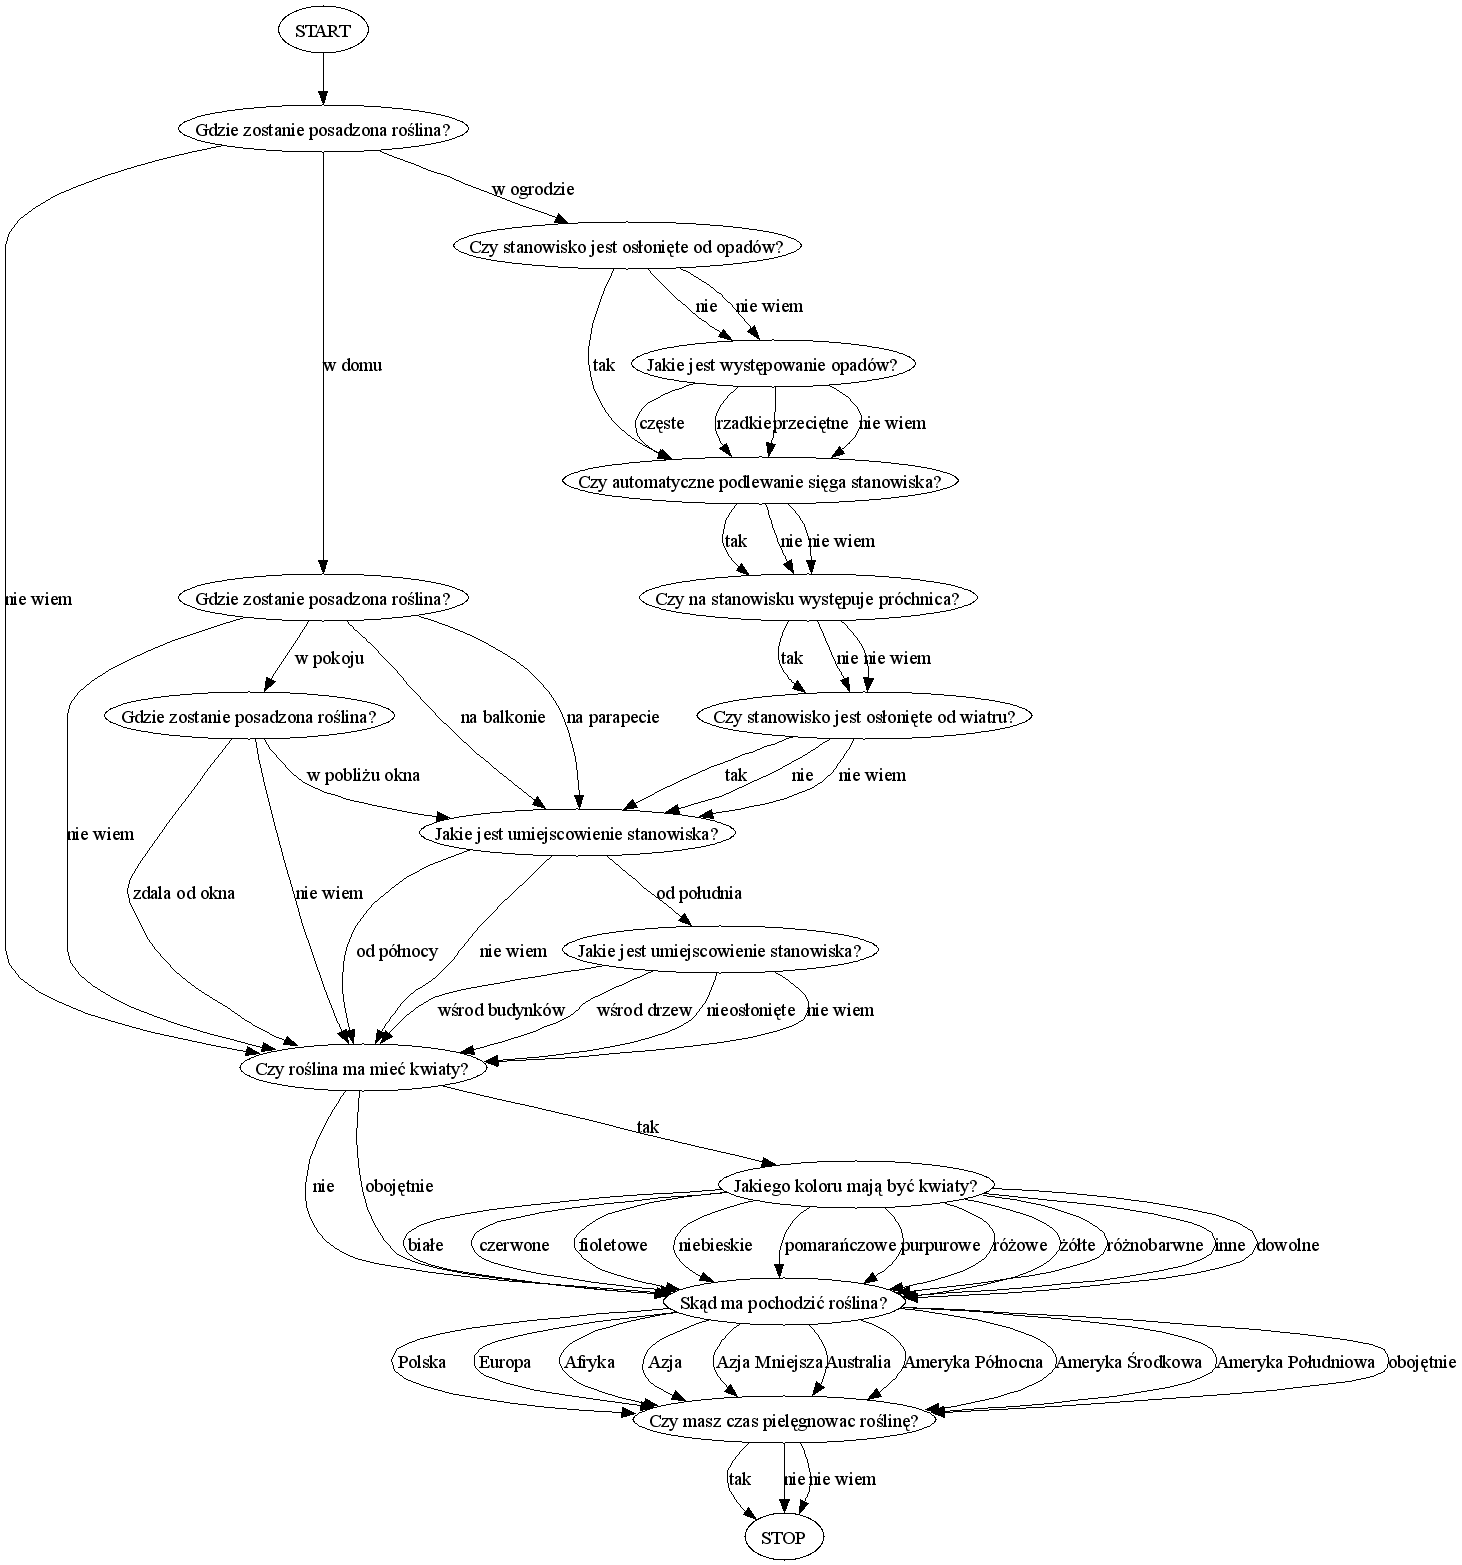 START
Gdzie zostanie posadzona roślina?
w ogrodzie
Czy stanowisko jest osłonięte od opadów?
nie
nie wiem
w domu
tak
Jakie jest występowanie opadów?
częste
rzadkie
przeciętne
nie wiem
Czy automatyczne podlewanie sięga stanowiska?
tak
nie
nie wiem
nie wiem
Gdzie zostanie posadzona roślina?
Czy na stanowisku występuje próchnica?
w pokoju
tak
nie
nie wiem
Gdzie zostanie posadzona roślina?
na balkonie
na parapecie
Czy stanowisko jest osłonięte od wiatru?
w pobliżu okna
tak
nie
nie wiem
nie wiem
Jakie jest umiejscowienie stanowiska?
zdala od okna
nie wiem
od południa
od północy
nie wiem
Jakie jest umiejscowienie stanowiska?
wśrod budynków
wśrod drzew
nieosłonięte
nie wiem
Czy roślina ma mieć kwiaty?
tak
nie
obojętnie
Jakiego koloru mają być kwiaty?
białe
czerwone
fioletowe
niebieskie
pomarańczowe
purpurowe
różowe
żółte
różnobarwne
inne
dowolne
Skąd ma pochodzić roślina?
Polska
Europa
Afryka
Azja
Azja Mniejsza
Australia
Ameryka Północna
Ameryka Środkowa
Ameryka Południowa
obojętnie
Czy masz czas pielęgnowac roślinę?
tak
nie
nie wiem
STOP